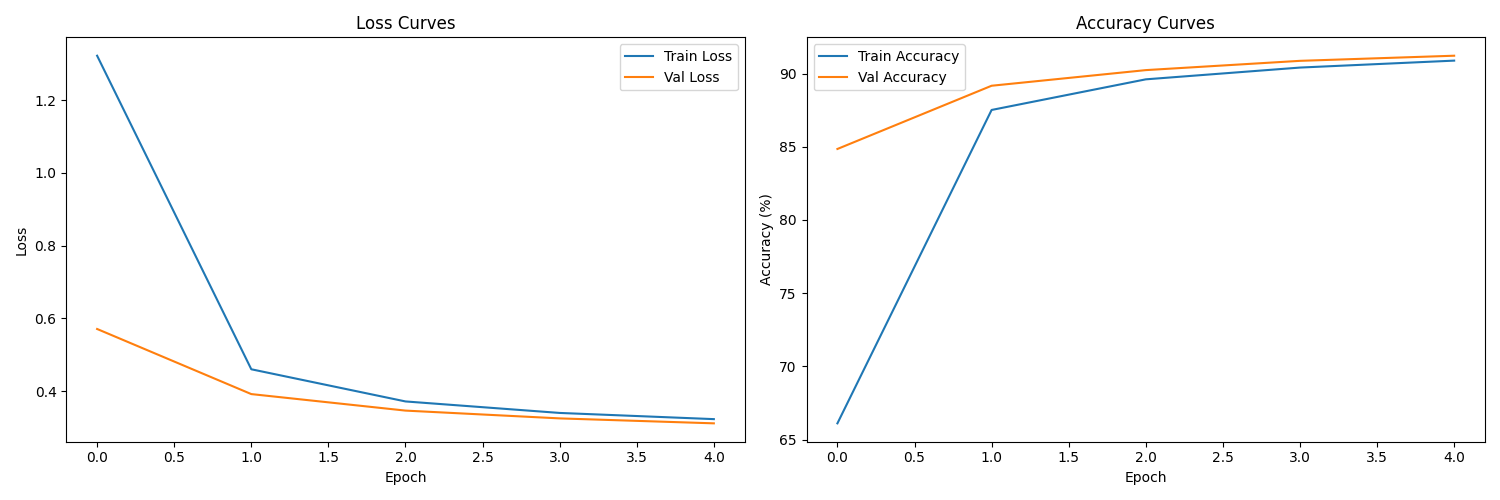 Loss Curves
Train Loss
Val Loss
1.2
1.0
0.8
0.6
0.4
Loss
0.0 0.5 1.0 1.5 2.0 2.5 3.0 3.5 4.0
Epoch
Accuracy Curves
Train Accuracy
Val Accuracy
90
85
80
75
70
65
Accuracy (%)
0.0 0.5 1.0 1.5 2.0 2.5 3.0 3.5 4.0
Epoch